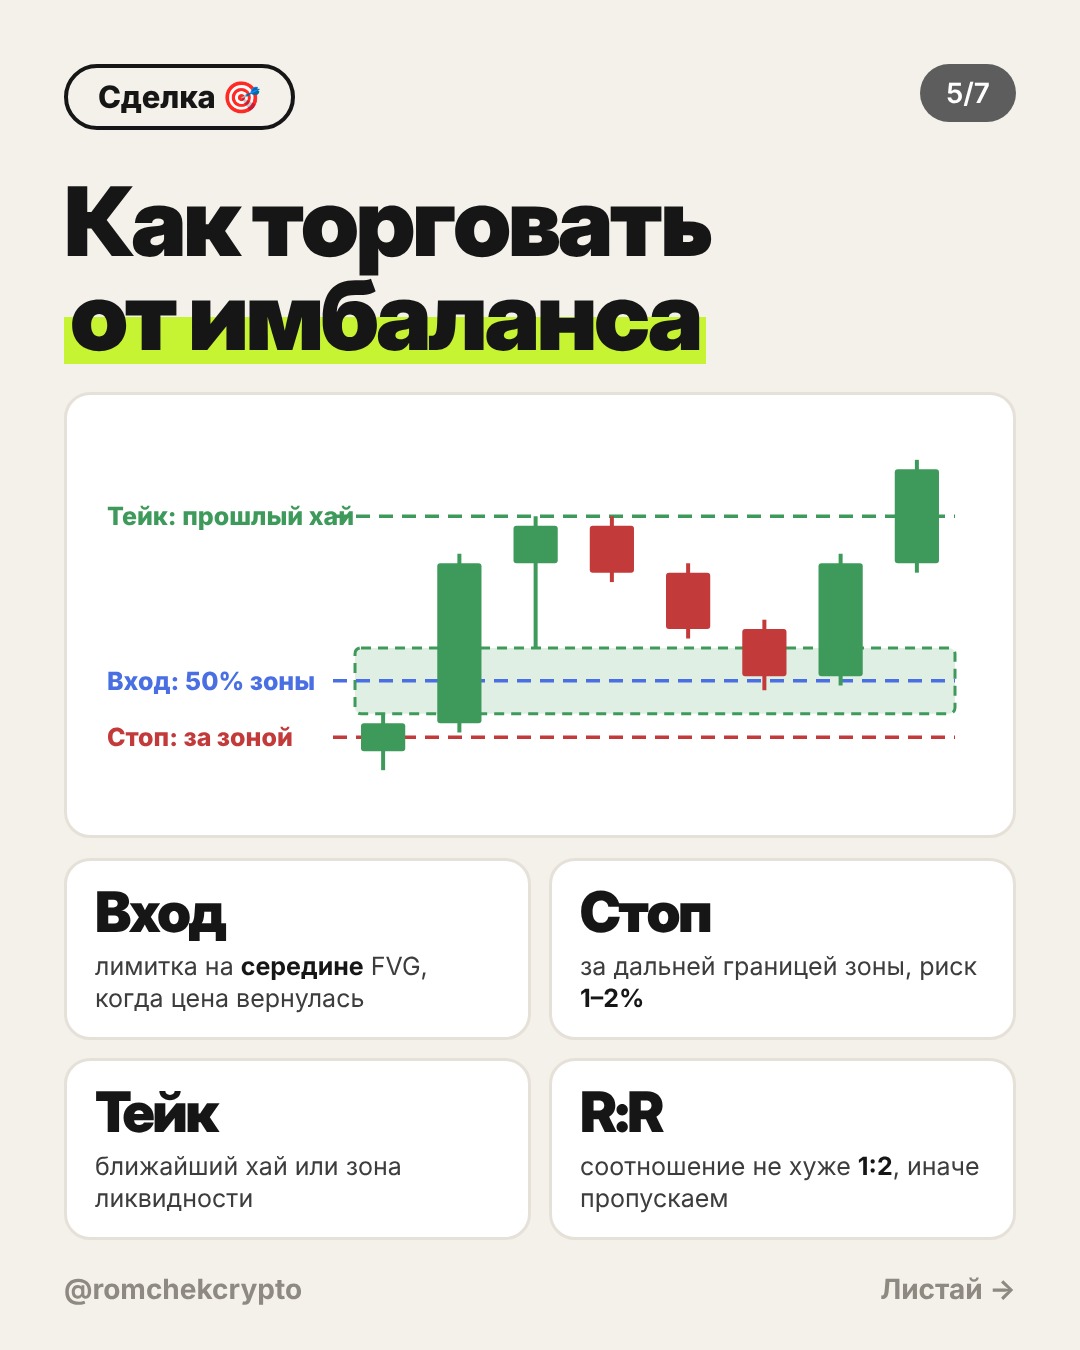 Сделка 🎯
5/7
Как торговать
от имбаланса
Тейк: прошлый хай
Вход: 50% зоны
Стоп: за зоной
Вход
лимитка на середине FVG,
когда цена вернулась
Стоп
за дальней границей зоны, риск
1–2%
Тейк
ближайший хай или зона
ликвидности
R:R
соотношение не хуже 1:2, иначе
пропускаем
@romchekcrypto
Листай →